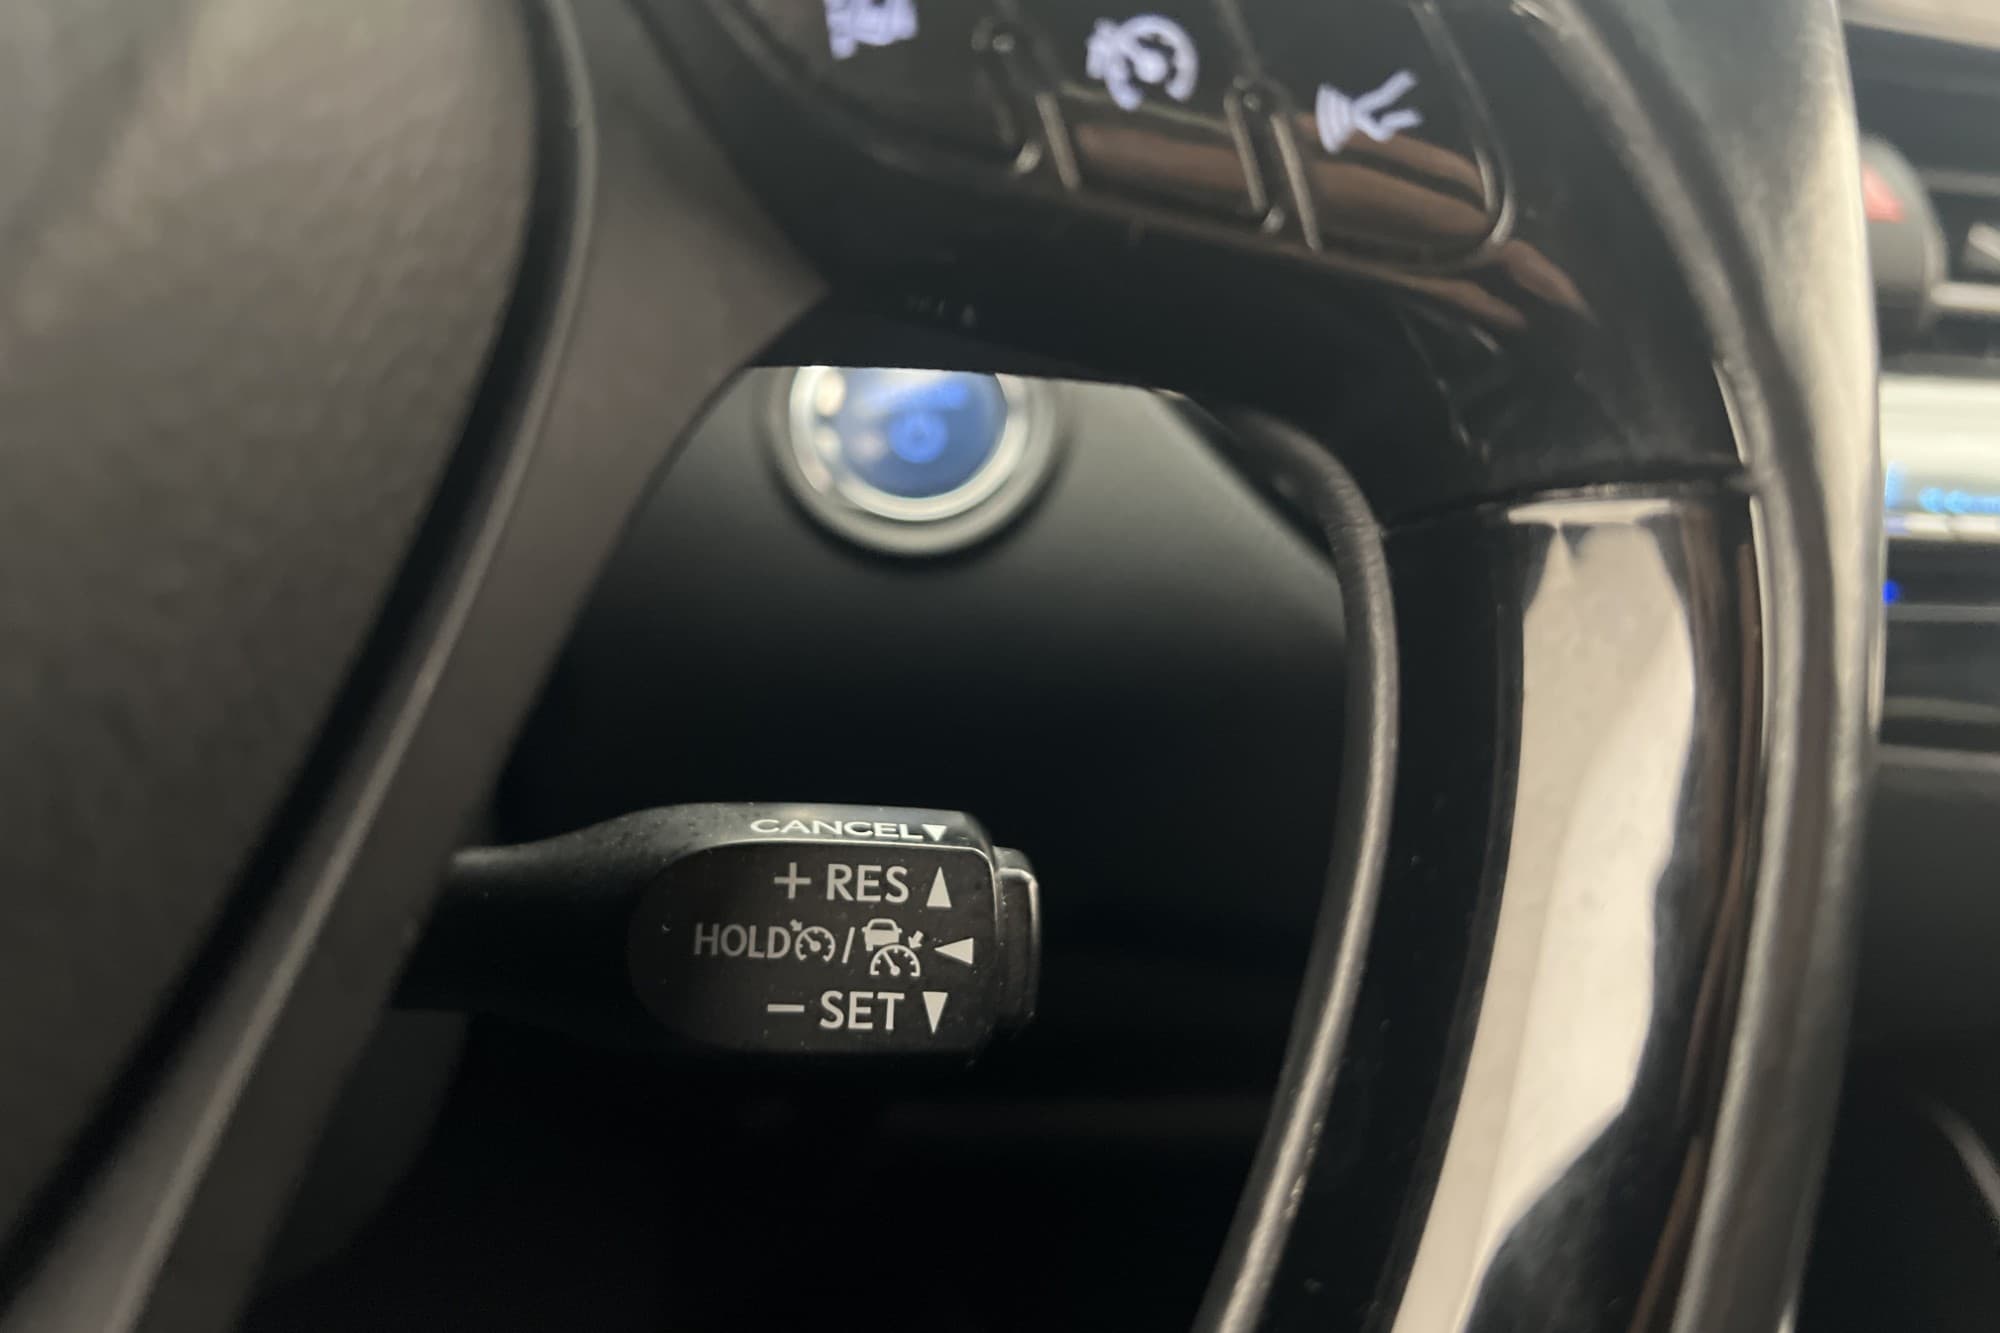 CANCEL▼
+ RES ▲
HOLD / ◀
− SET ▼